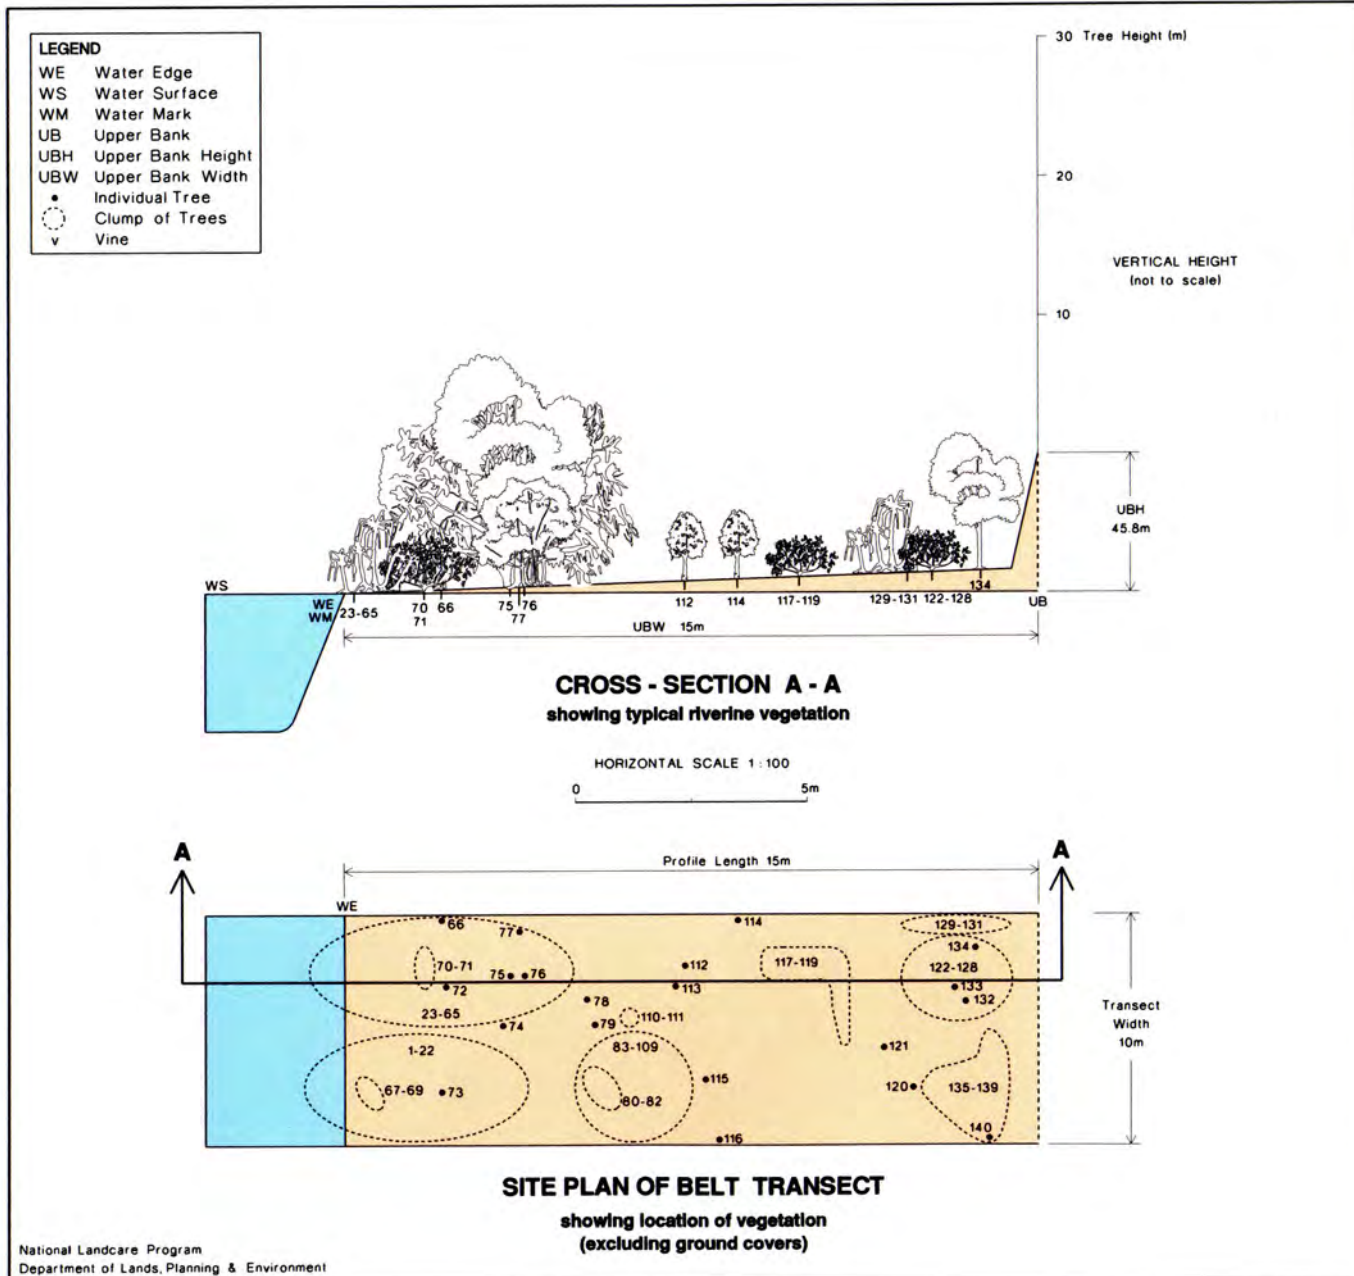 LEGEND
WE Water Edge
WS Water Surface
WM Water Mark
UB Upper Bank
UBH Upper Bank Height
UBW Upper Bank Width
Individual Tree
Clump of Trees
v Vine
30 Tree Height (m)
20
VERTICAL HEIGHT
(not to scale)
10
UBH
45.8m
WS
WE
WM
23-65
70
71
66
75
76
77
112
114
117-119
129-131
122-128
134
UB
UBW 15m
CROSS - SECTION A - A
showing typical riverine vegetation
HORIZONTAL SCALE 1 : 100
0 5m
A
A
Profile Length 15m
WE
66
77
114
129-131
134
70-71
75
76
112
117-119
122-128
72
113
133
132
78
23-65
74
79
110-111
Transect
Width
10m
1-22
83-109
121
67-69
73
115
120
135-139
80-82
116
140
SITE PLAN OF BELT TRANSECT
showing location of vegetation
(excluding ground covers)
National Landcare Program
Department of Lands, Planning & Environment